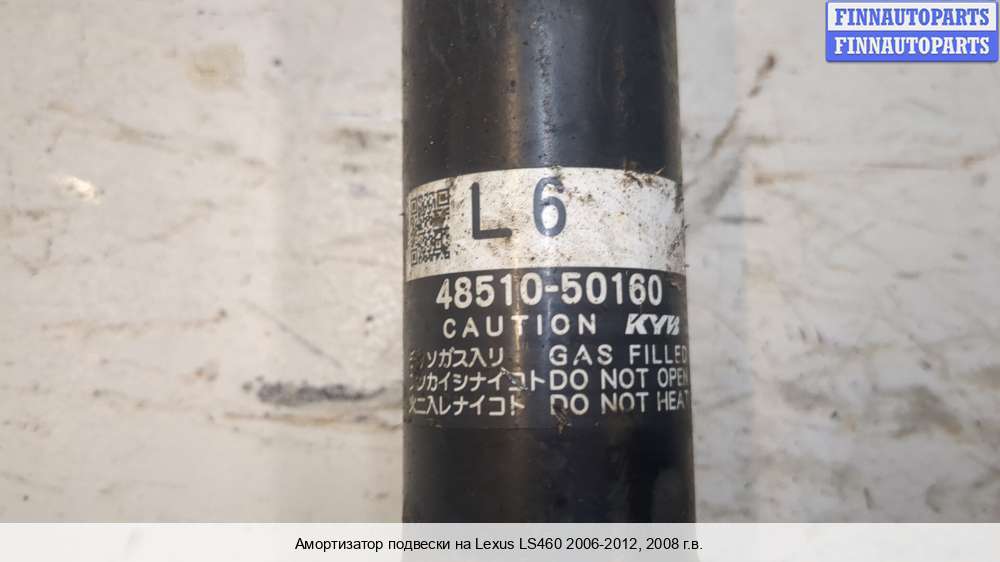 FINNAUTOPARTS
FINNAUTOPARTS
L 6
48510-50160
CAUTION KYB
ソガス入リ GAS FILLED
カイシナイコト DO NOT OPEN
ニ入レナイコト DO NOT HEAT
Амортизатор подвески на Lexus LS460 2006-2012, 2008 г.в.